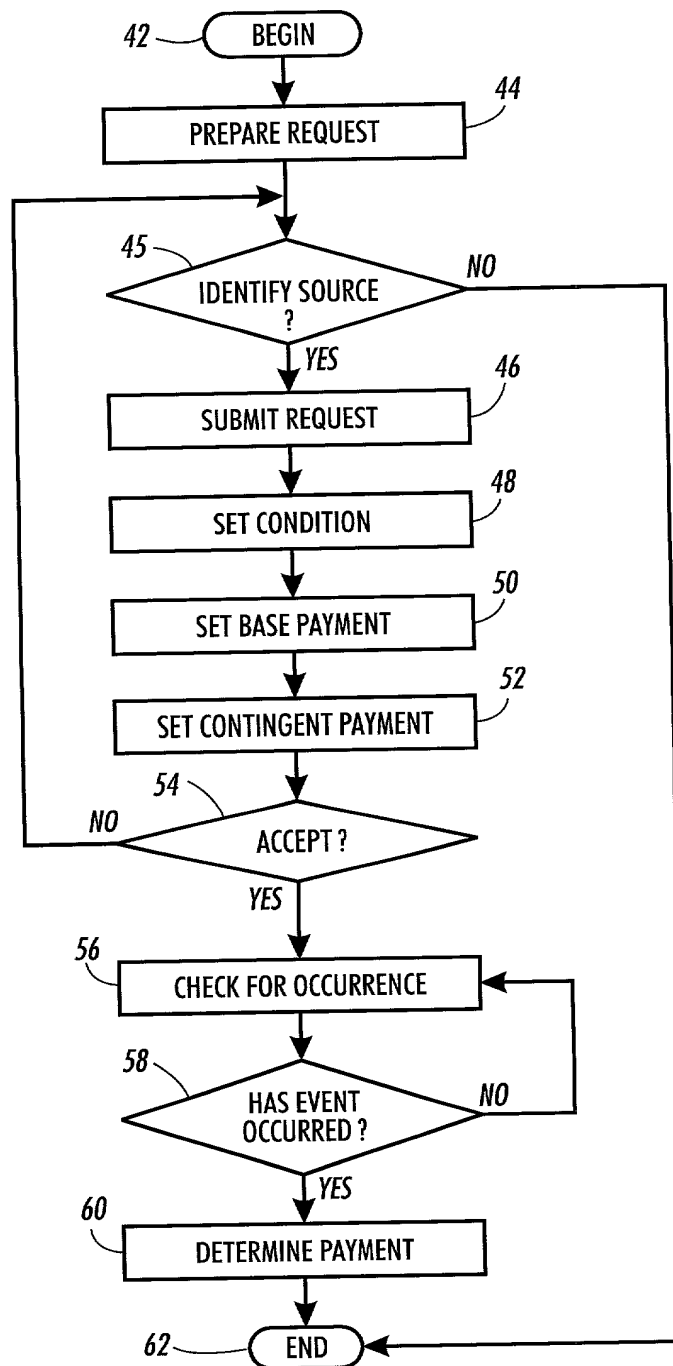 42
BEGIN
44
PREPARE REQUEST
45
NO
IDENTIFY SOURCE
?
YES
46
SUBMIT REQUEST
48
SET CONDITION
50
SET BASE PAYMENT
52
SET CONTINGENT PAYMENT
54
NO
ACCEPT ?
YES
56
CHECK FOR OCCURRENCE
58
NO
HAS EVENT
OCCURRED ?
YES
60
DETERMINE PAYMENT
62
END